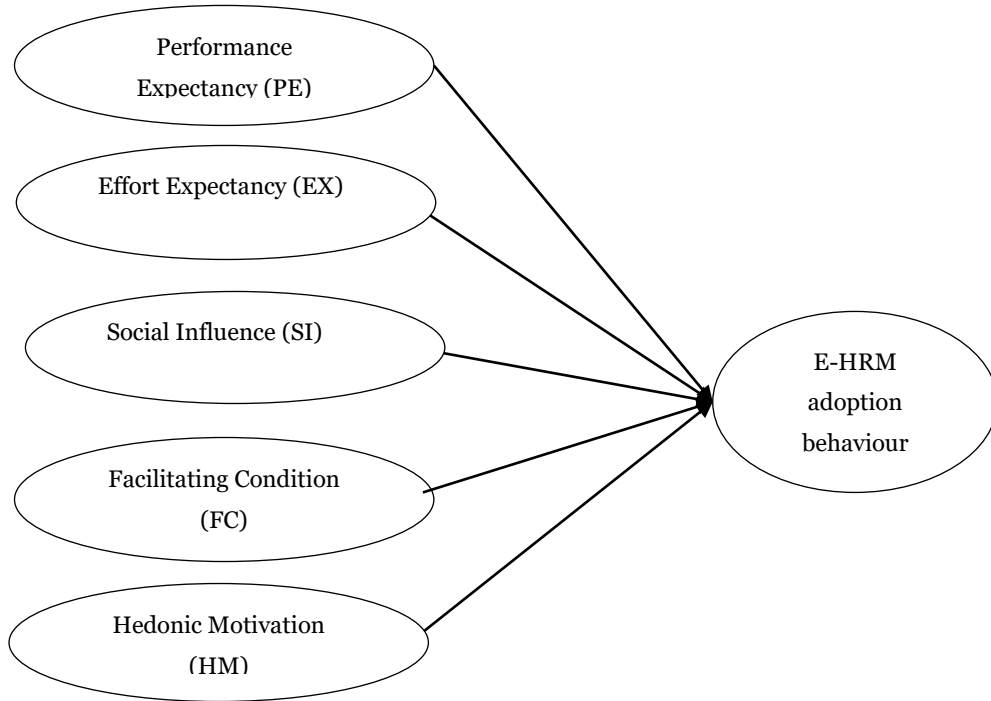 Performance
Expectancy (PE)
Effort Expectancy (EX)
Social Influence (SI)
Facilitating Condition
(FC)
Hedonic Motivation
(HM)
E-HRM
adoption
behaviour